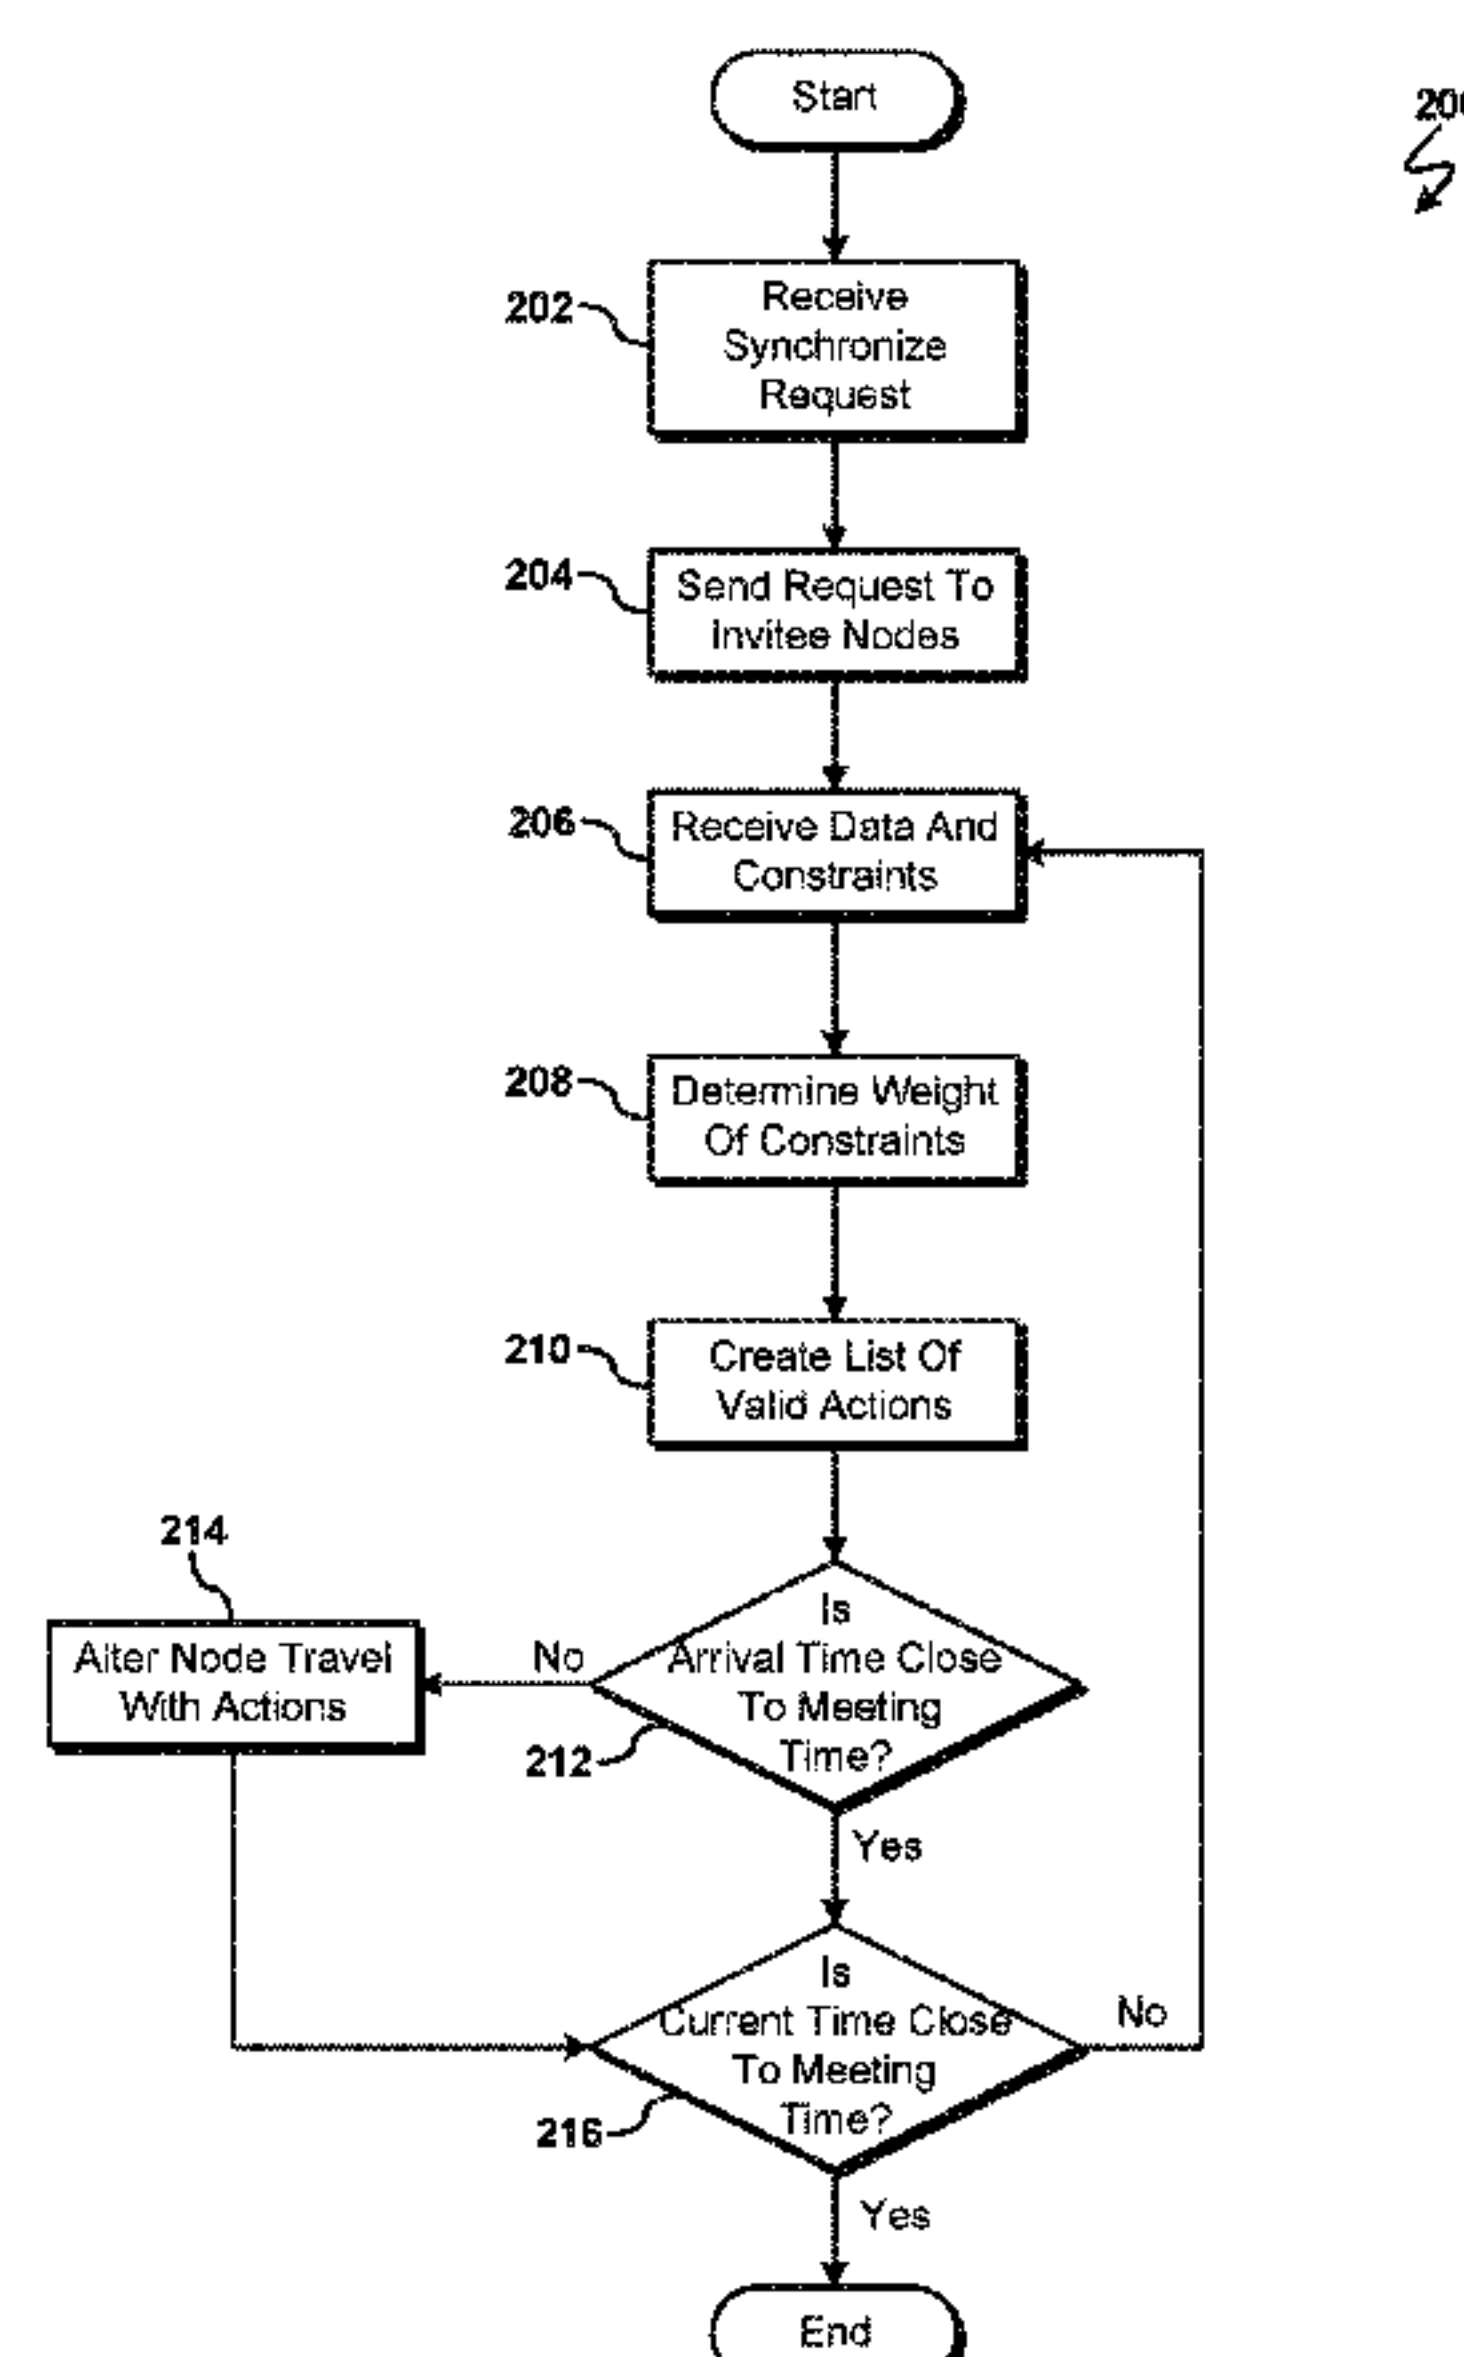 Start
200
202
Receive
Synchronize
Request
204
Send Request To
Invitee Nodes
206
Receive Data And
Constraints
208
Determine Weight
Of Constraints
210
Create List Of
Valid Actions
214
Alter Node Travel
With Actions
No
Is
Arrival Time Close
To Meeting
Time?
212
Yes
Is
Current Time Close
To Meeting
Time?
No
216
Yes
End